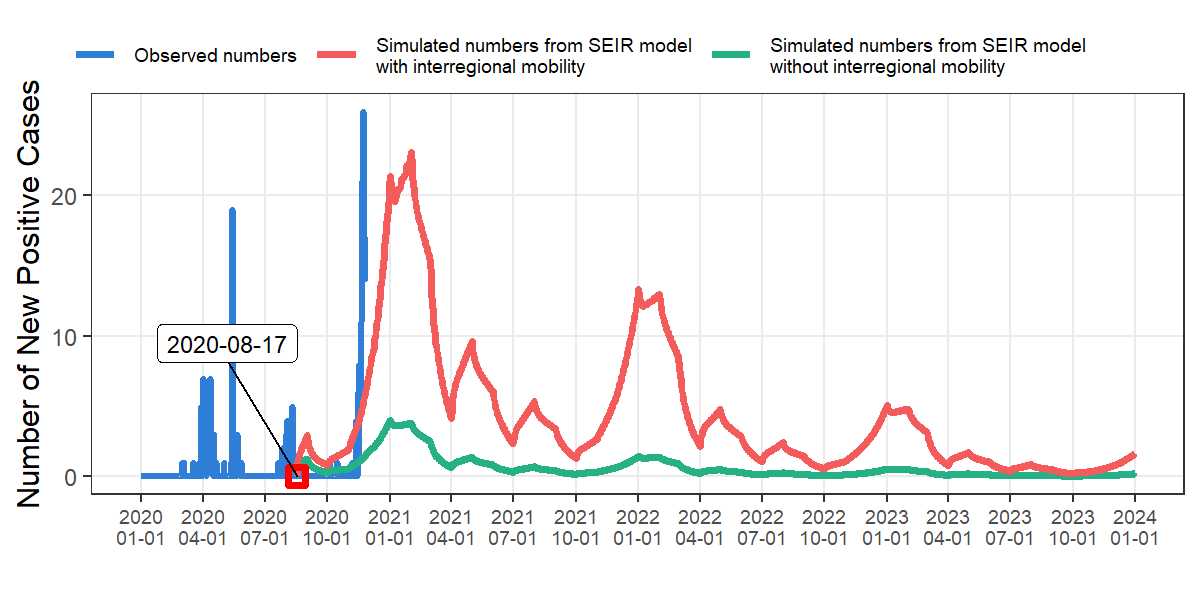 Observed numbers
Simulated numbers from SEIR model
with interregional mobility
Simulated numbers from SEIR model
without interregional mobility
Number of New Positive Cases
20
10
0
2020-08-17
2020 2020 2020 2020 2021 2021 2021 2021 2022 2022 2022 2022 2023 2023 2023 2023 2024
01-01 04-01 07-01 10-01 01-01 04-01 07-01 10-01 01-01 04-01 07-01 10-01 01-01 04-01 07-01 10-01 01-01